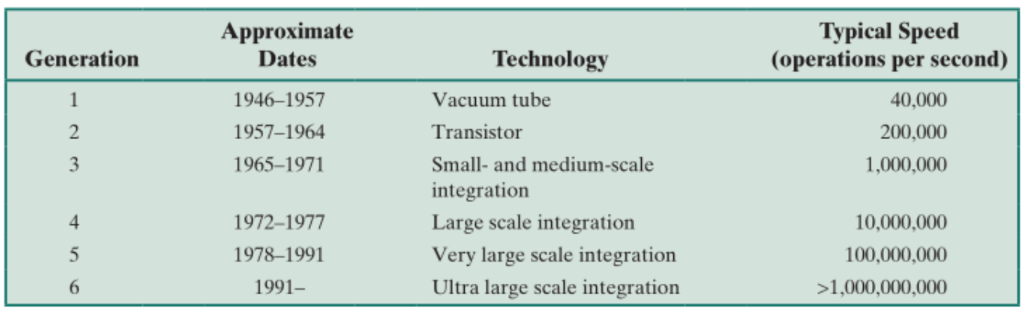 Generation Approximate Dates Technology Typical Speed (operations per second)
1 1946–1957 Vacuum tube 40,000
2 1957–1964 Transistor 200,000
3 1965–1971 Small- and medium-scale integration 1,000,000
4 1972–1977 Large scale integration 10,000,000
5 1978–1991 Very large scale integration 100,000,000
6 1991– Ultra large scale integration >1,000,000,000